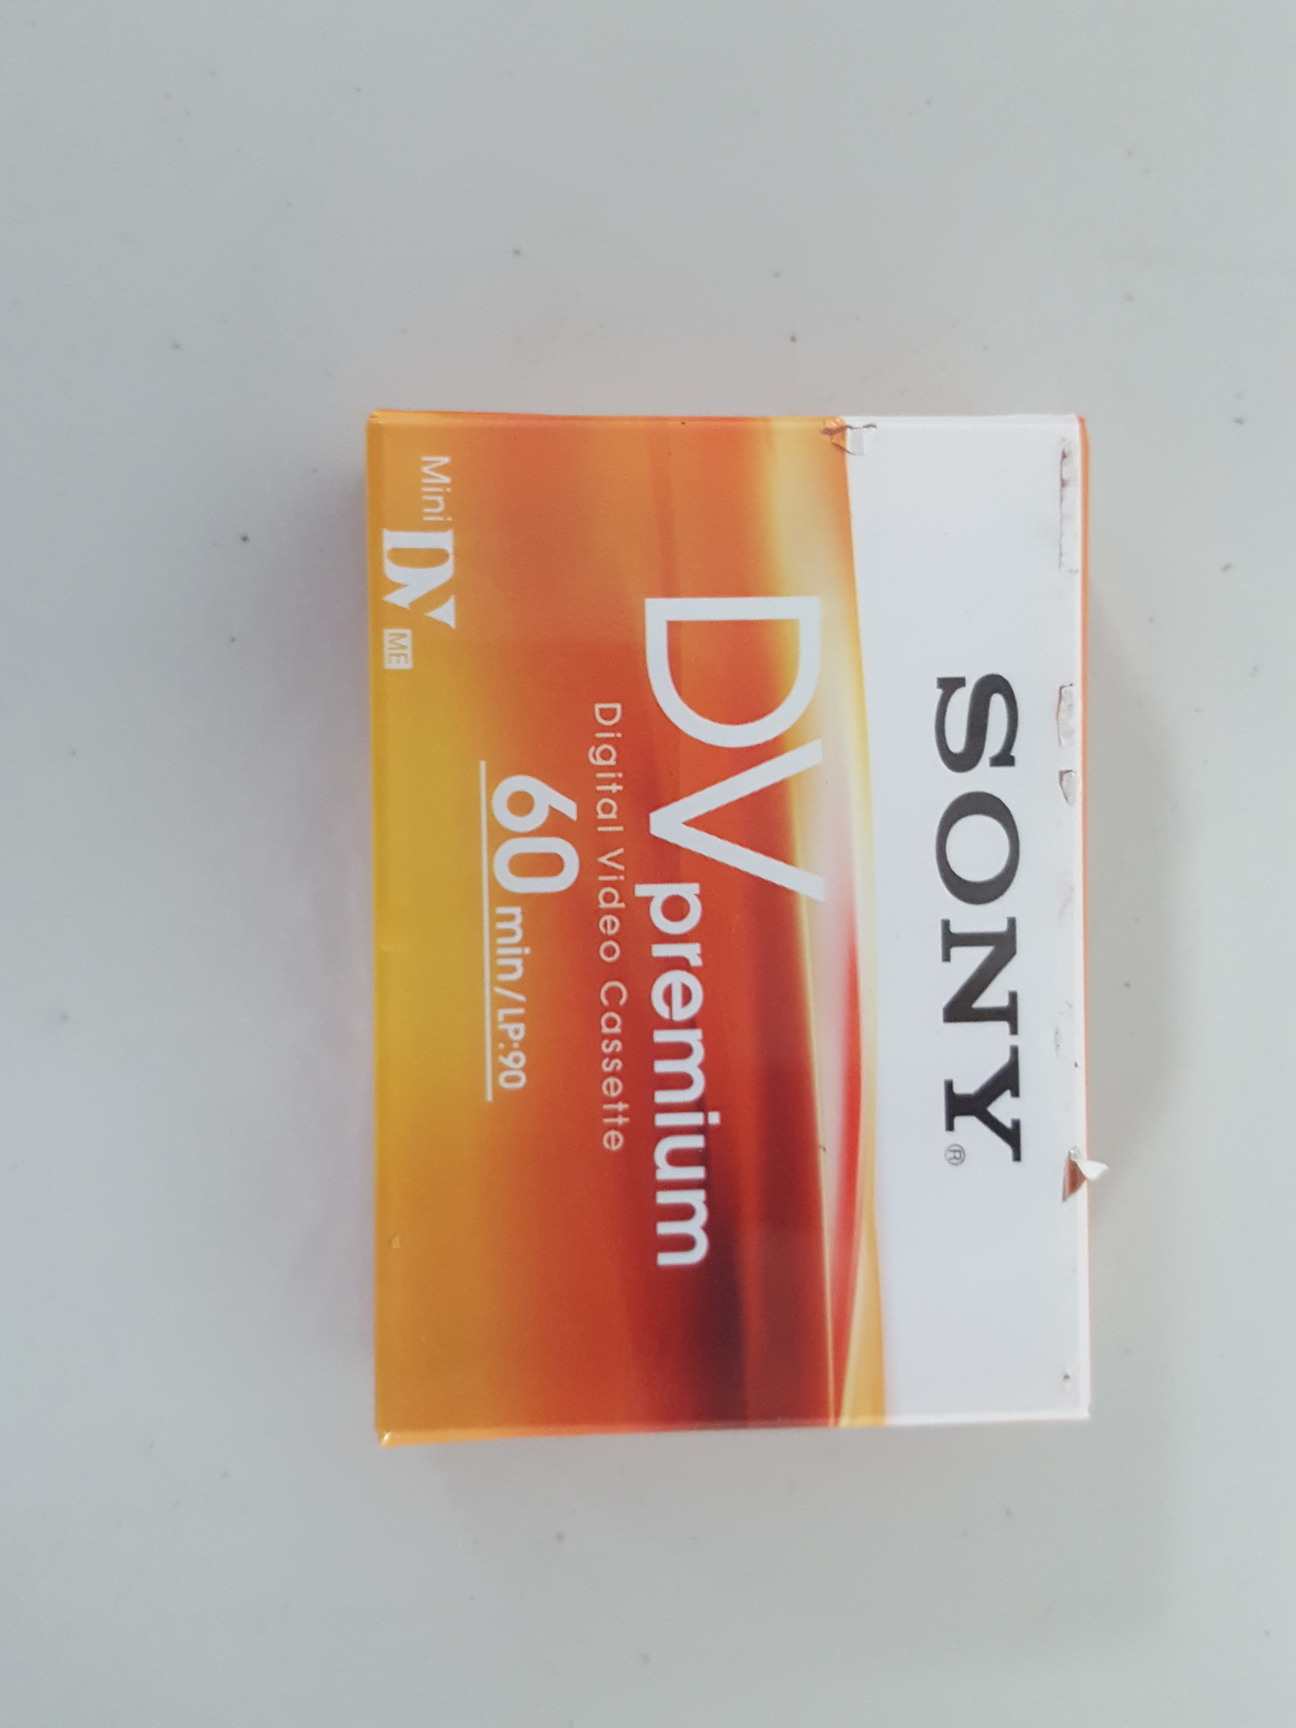 SONY®
DV premium
Digital Video Cassette
60 min/LP:90
Mini DV ME